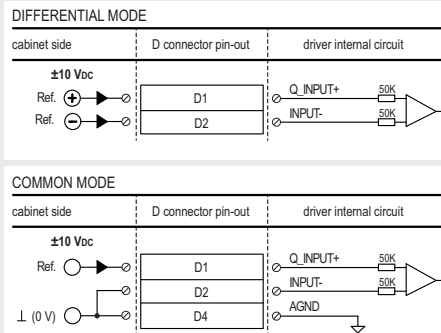 DIFFERENTIAL MODE
cabinet side D connector pin-out driver internal circuit
±10 VDC
Ref. + D1 Q_INPUT+ 50K
Ref. − D2 INPUT- 50K
COMMON MODE
cabinet side D connector pin-out driver internal circuit
±10 VDC
Ref. D1 Q_INPUT+ 50K
D2 INPUT- 50K
⊥ (0 V) D4 AGND